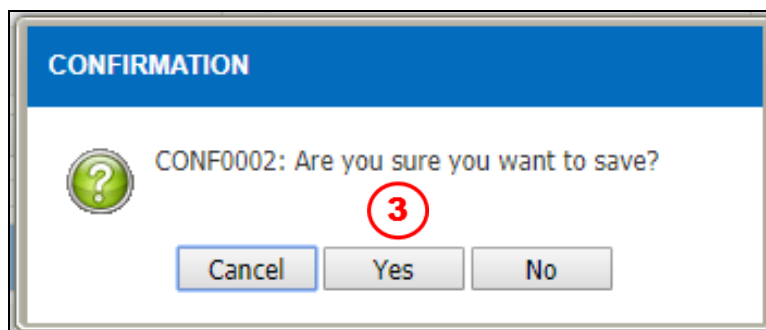 CONFIRMATION
CONF0002: Are you sure you want to save?
3
Cancel Yes No